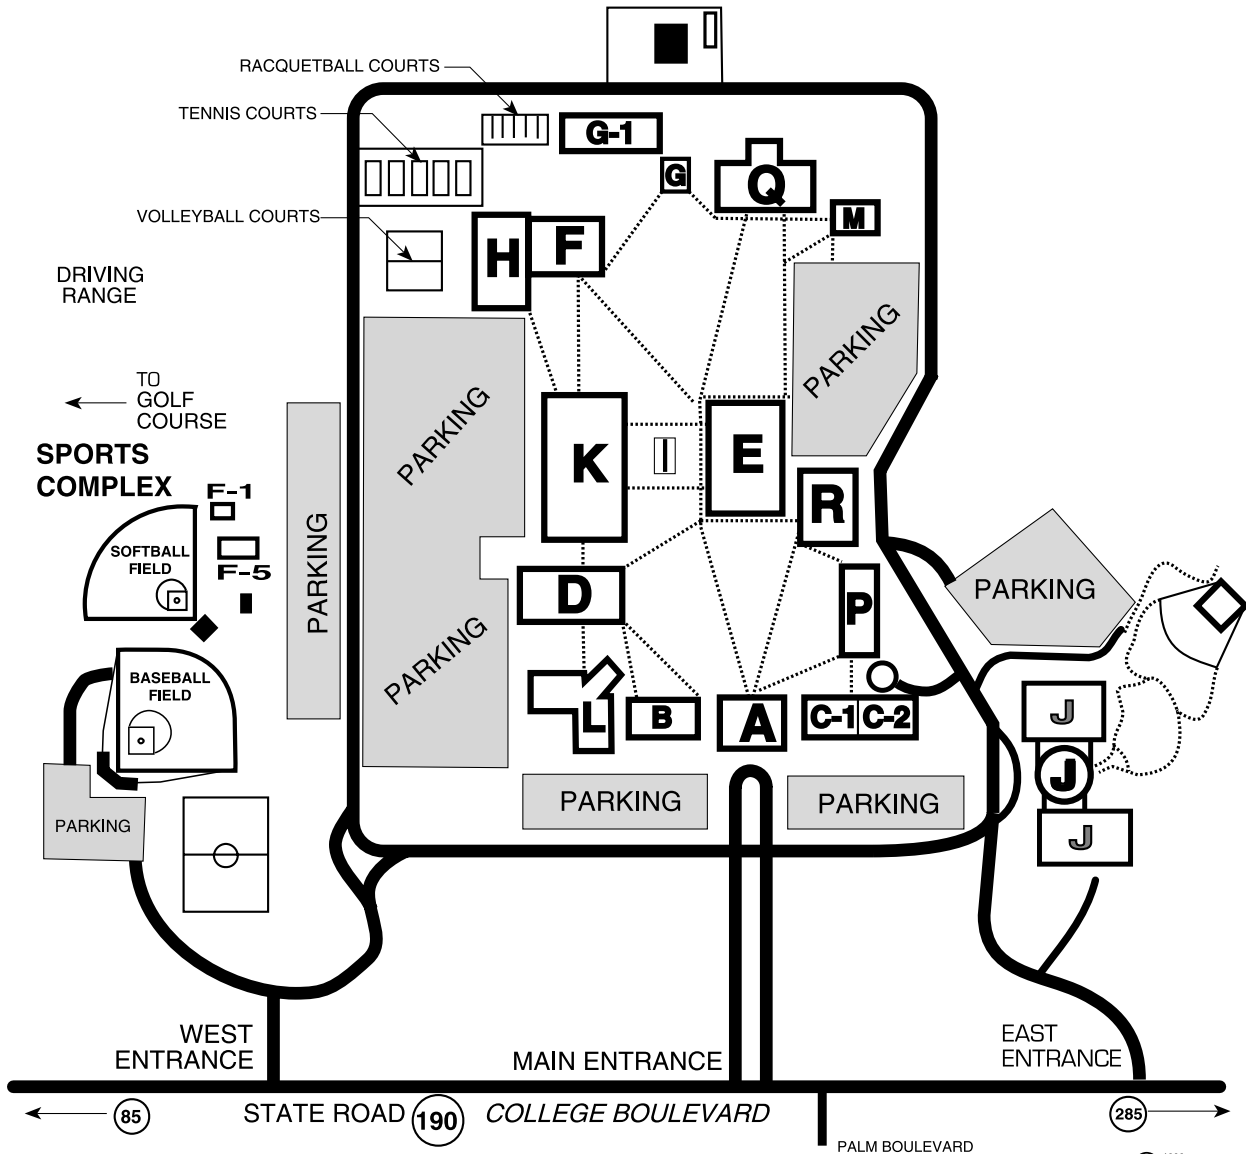 RACQUETBALL COURTS
TENNIS COURTS
G-1
G
Q
VOLLEYBALL COURTS
M
H
F
DRIVING
RANGE
PARKING
TO
GOLF
COURSE
PARKING
SPORTS
COMPLEX
K
I
E
R
F-1
SOFTBALL
FIELD
F-5
PARKING
D
P
PARKING
PARKING
BASEBALL
FIELD
L
B
A
C-1
C-2
J
J
J
PARKING
PARKING
PARKING
WEST
ENTRANCE
MAIN ENTRANCE
EAST
ENTRANCE
85
STATE ROAD 190 COLLEGE BOULEVARD
285
PALM BOULEVARD